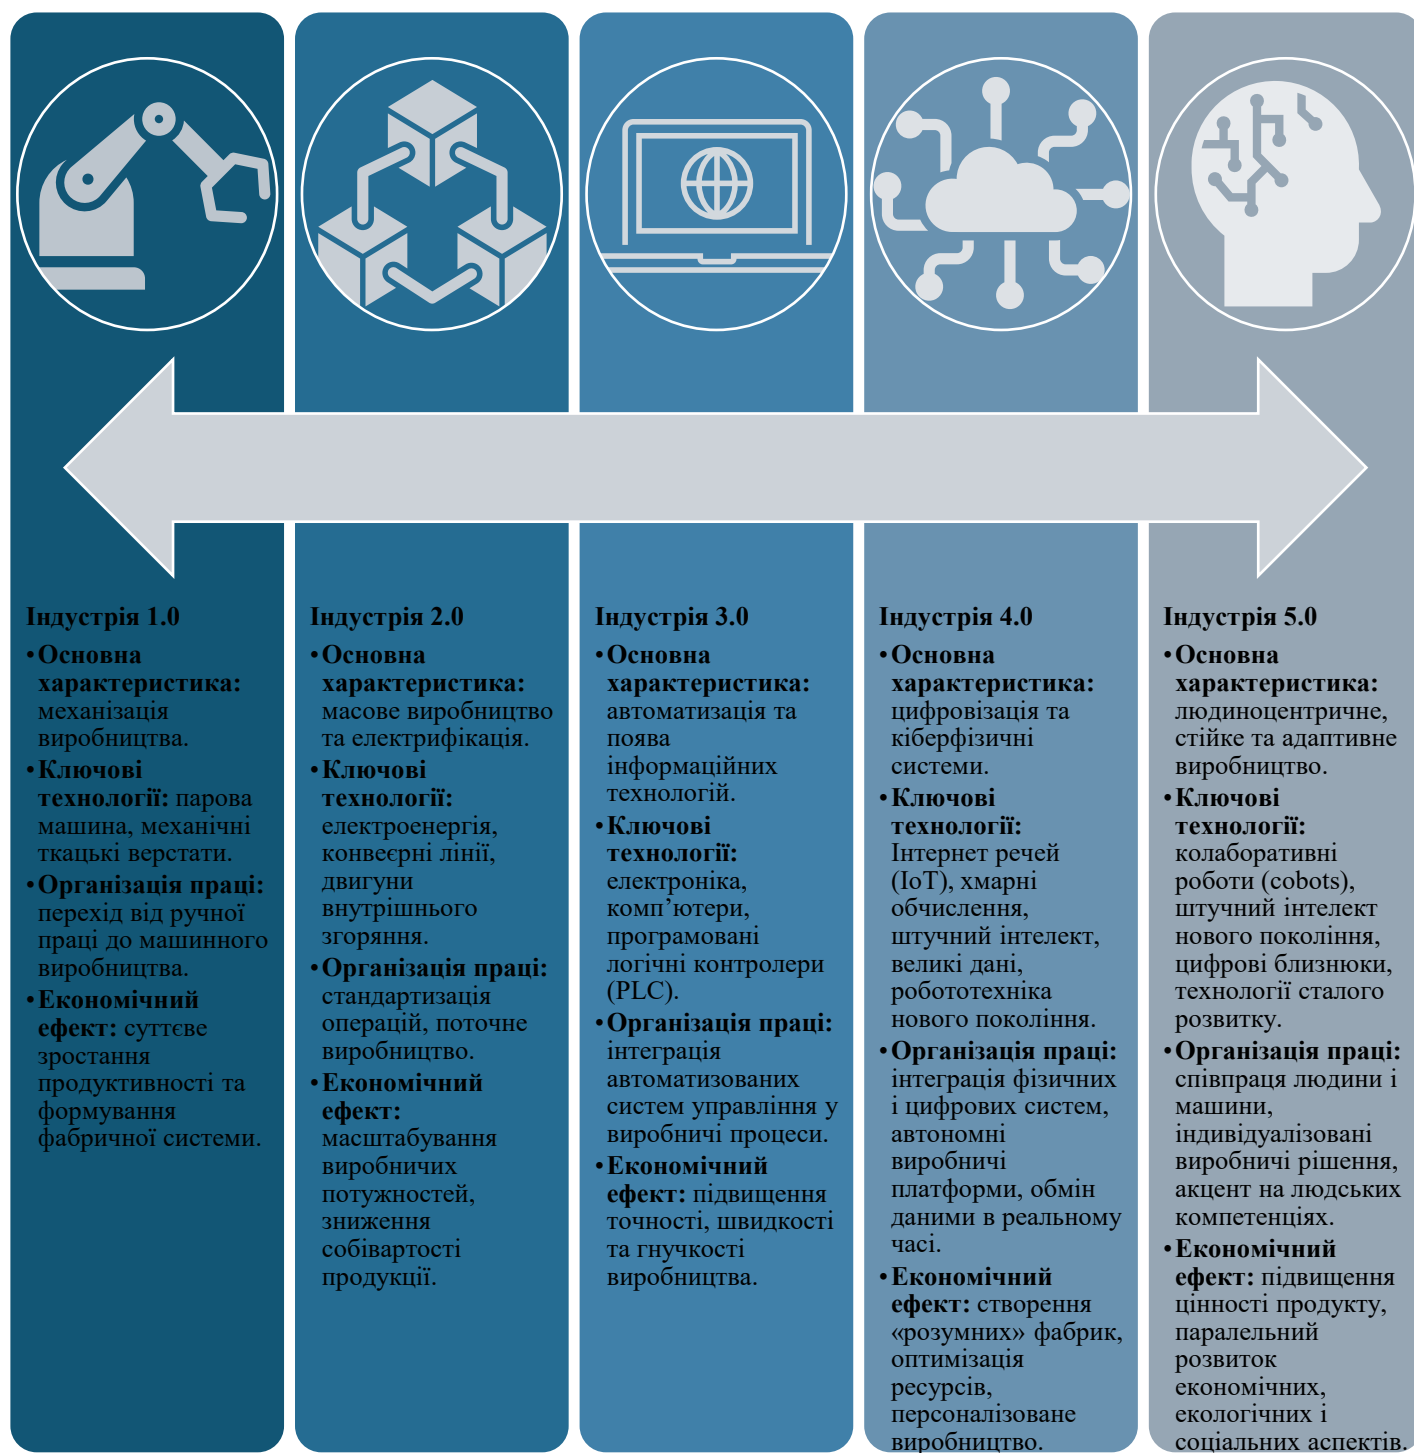 Індустрія 1.0
•Основна
характеристика:
механізація
виробництва.
•Ключові
технології: парова
машина, механічні
ткацькі верстати.
•Організація праці:
перехід від ручної
праці до машинного
виробництва.
•Економічний
ефект: суттєве
зростання
продуктивності та
формування
фабричної системи.
Індустрія 2.0
•Основна
характеристика:
масове виробництво
та електрифікація.
•Ключові
технології:
електроенергія,
конвеєрні лінії,
двигуни
внутрішнього
згоряння.
•Організація праці:
стандартизація
операцій, поточне
виробництво.
•Економічний
ефект:
масштабування
виробничих
потужностей,
зниження
собівартості
продукції.
Індустрія 3.0
•Основна
характеристика:
автоматизація та
поява
інформаційних
технологій.
•Ключові
технології:
електроніка,
комп’ютери,
програмовані
логічні контролери
(PLC).
•Організація праці:
інтеграція
автоматизованих
систем управління у
виробничі процеси.
•Економічний
ефект: підвищення
точності, швидкості
та гнучкості
виробництва.
Індустрія 4.0
•Основна
характеристика:
цифровізація та
кіберфізичні
системи.
•Ключові
технології:
Інтернет речей
(IoT), хмарні
обчислення,
штучний інтелект,
великі дані,
робототехніка
нового покоління.
•Організація праці:
інтеграція фізичних
і цифрових систем,
автономні
виробничі
платформи, обмін
даними в реальному
часі.
•Економічний
ефект: створення
«розумних» фабрик,
оптимізація
ресурсів,
персоналізоване
виробництво.
Індустрія 5.0
•Основна
характеристика:
людиноцентричне,
стійке та адаптивне
виробництво.
•Ключові
технології:
колаборативні
роботи (cobots),
штучний інтелект
нового покоління,
цифрові близнюки,
технології сталого
розвитку.
•Організація праці:
співпраця людини і
машини,
індивідуалізовані
виробничі рішення,
акцент на людських
компетенціях.
•Економічний
ефект: підвищення
цінності продукту,
паралельний
розвиток
економічних,
екологічних і
соціальних аспектів.